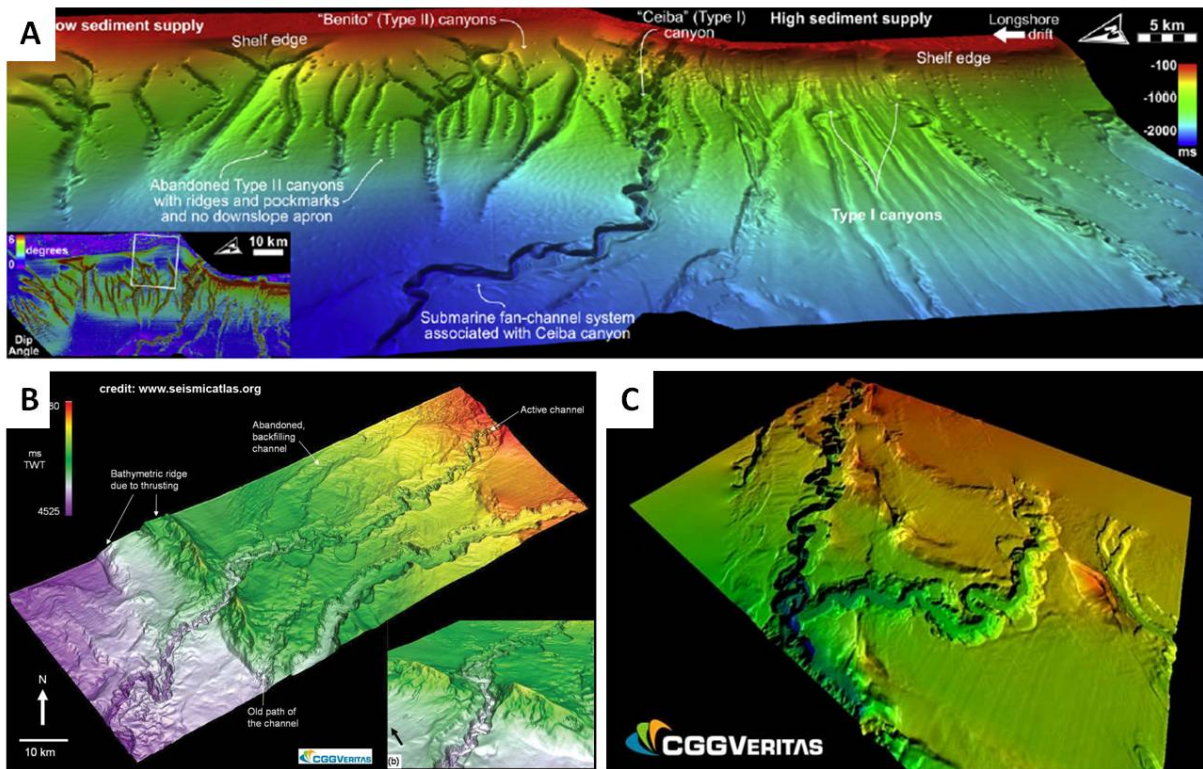 A
ow sediment supply
"Benito" (Type II) canyons
"Ceiba" (Type I)
canyon
High sediment supply
Longshore
drift
5 km
Shelf edge
Shelf edge
-100
-1000
-2000
ms
Abandoned Type II canyons
with ridges and pockmarks
and no downslope apron
Type I canyons
6
degrees
0
10 km
Dip
Angle
Submarine fan-channel system
associated with Ceiba canyon
B
credit: www.seismicatlas.org
80
ms
TWT
4525
Active channel
Abandoned,
backfilling
channel
Bathymetric ridge
due to thrusting
N
10 km
Old path of
the channel
CGGVERITAS
(b)
C
CGGVERITAS